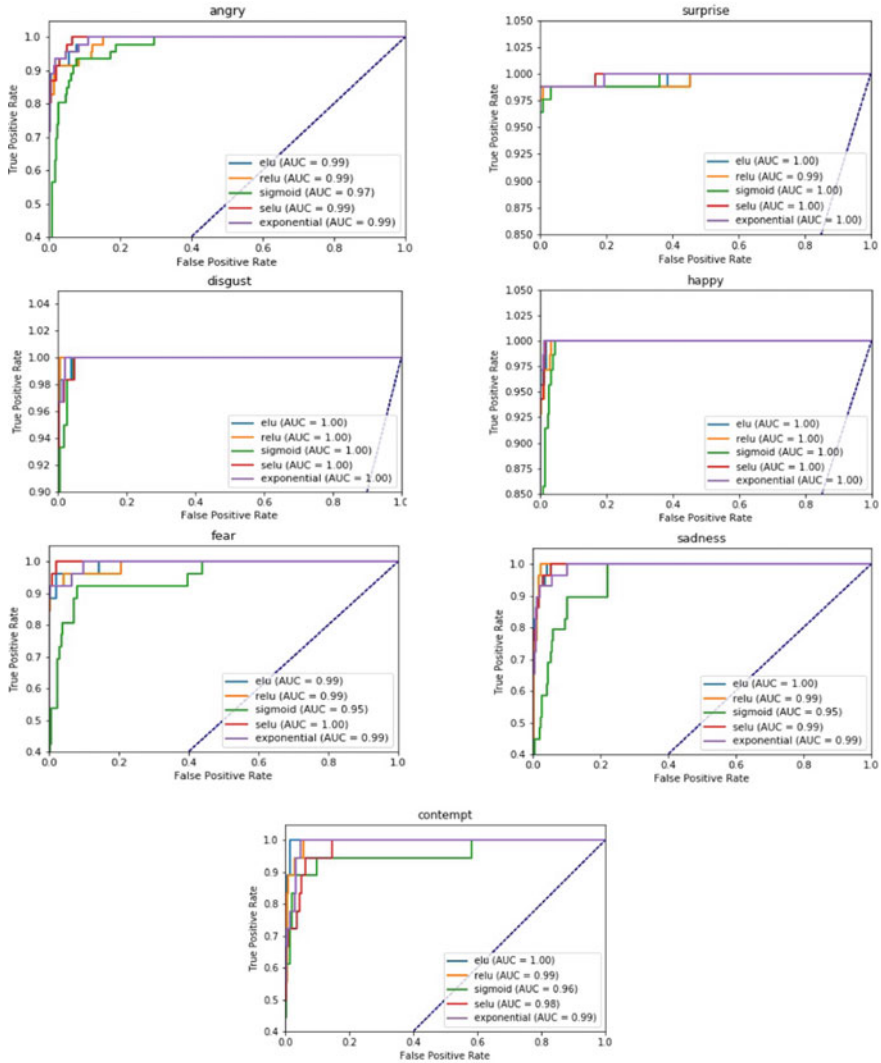 angry
True Positive Rate
1.0
0.9
0.8
0.7
0.6
0.5
0.4
elu (AUC = 0.99)
relu (AUC = 0.99)
sigmoid (AUC = 0.97)
selu (AUC = 0.99)
exponential (AUC = 0.99)
0.0 0.2 0.4 0.6 0.8 1.0
False Positive Rate
surprise
True Positive Rate
1.050
1.025
1.000
0.975
0.950
0.925
0.900
0.875
0.850
elu (AUC = 1.00)
relu (AUC = 0.99)
sigmoid (AUC = 1.00)
selu (AUC = 1.00)
exponential (AUC = 1.00)
0.0 0.2 0.4 0.6 0.8 1.0
False Positive Rate
disgust
True Positive Rate
1.04
1.02
1.00
0.98
0.96
0.94
0.92
0.90
elu (AUC = 1.00)
relu (AUC = 1.00)
sigmoid (AUC = 1.00)
selu (AUC = 1.00)
exponential (AUC = 1.00)
0.0 0.2 0.4 0.6 0.8 1.0
False Positive Rate
happy
True Positive Rate
1.050
1.025
1.000
0.975
0.950
0.925
0.900
0.875
0.850
elu (AUC = 1.00)
relu (AUC = 1.00)
sigmoid (AUC = 1.00)
selu (AUC = 1.00)
exponential (AUC = 1.00)
0.0 0.2 0.4 0.6 0.8 1.0
False Positive Rate
fear
True Positive Rate
1.0
0.9
0.8
0.7
0.6
0.5
0.4
elu (AUC = 0.99)
relu (AUC = 0.99)
sigmoid (AUC = 0.95)
selu (AUC = 1.00)
exponential (AUC = 0.99)
0.0 0.2 0.4 0.6 0.8 1.0
False Positive Rate
sadness
True Positive Rate
1.0
0.9
0.8
0.7
0.6
0.5
0.4
elu (AUC = 1.00)
relu (AUC = 0.99)
sigmoid (AUC = 0.95)
selu (AUC = 0.99)
exponential (AUC = 0.99)
0.0 0.2 0.4 0.6 0.8 1.0
False Positive Rate
contempt
True Positive Rate
1.0
0.9
0.8
0.7
0.6
0.5
0.4
elu (AUC = 1.00)
relu (AUC = 0.99)
sigmoid (AUC = 0.96)
selu (AUC = 0.98)
exponential (AUC = 0.99)
0.0 0.2 0.4 0.6 0.8 1.0
False Positive Rate